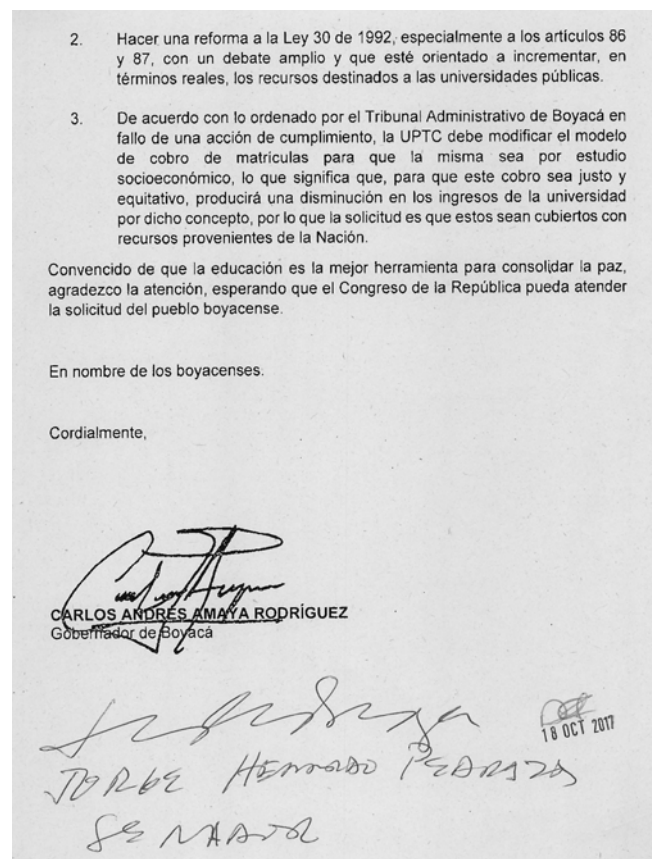 2. Hacer una reforma a la Ley 30 de 1992, especialmente a los artículos 86
y 87, con un debate amplio y que esté orientado a incrementar, en
términos reales, los recursos destinados a las universidades públicas.
3. De acuerdo con lo ordenado por el Tribunal Administrativo de Boyacá en
fallo de una acción de cumplimiento, la UPTC debe modificar el modelo
de cobro de matrículas para que la misma sea por estudio
socioeconómico, lo que significa que, para que este cobro sea justo y
equitativo, producirá una disminución en los ingresos de la universidad
por dicho concepto, por lo que la solicitud es que estos sean cubiertos con
recursos provenientes de la Nación.
Convencido de que la educación es la mejor herramienta para consolidar la paz,
agradezco la atención, esperando que el Congreso de la República pueda atender
la solicitud del pueblo boyacense.
En nombre de los boyacenses.
Cordialmente,
CARLOS ANDRÉS AMAYA RODRÍGUEZ
Gobernador de Boyacá
18 OCT 2017
JORGE PEDRAZA
SENADOR